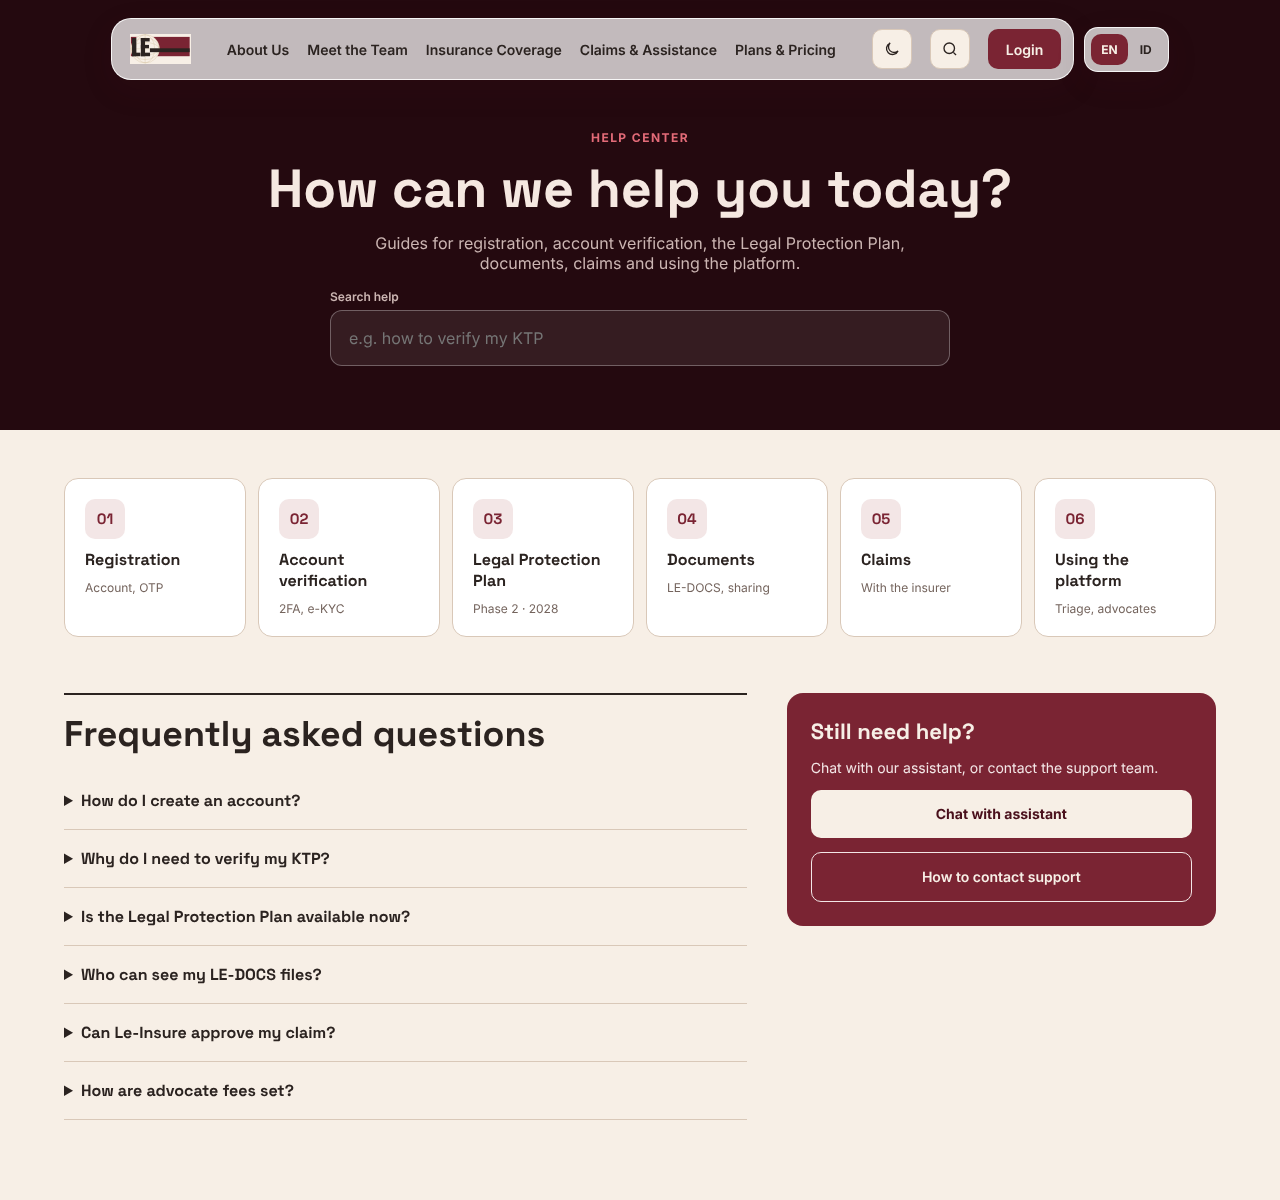 LE
About Us
Meet the Team
Insurance Coverage
Claims & Assistance
Plans & Pricing
Login
EN
ID
HELP CENTER
How can we help you today?
Guides for registration, account verification, the Legal Protection Plan,
documents, claims and using the platform.
Search help
e.g. how to verify my KTP
01
Registration
Account, OTP
02
Account
verification
2FA, e-KYC
03
Legal Protection
Plan
Phase 2 · 2028
04
Documents
LE-DOCS, sharing
05
Claims
With the insurer
06
Using the
platform
Triage, advocates
Frequently asked questions
How do I create an account?
Why do I need to verify my KTP?
Is the Legal Protection Plan available now?
Who can see my LE-DOCS files?
Can Le-Insure approve my claim?
How are advocate fees set?
Still need help?
Chat with our assistant, or contact the support team.
Chat with assistant
How to contact support